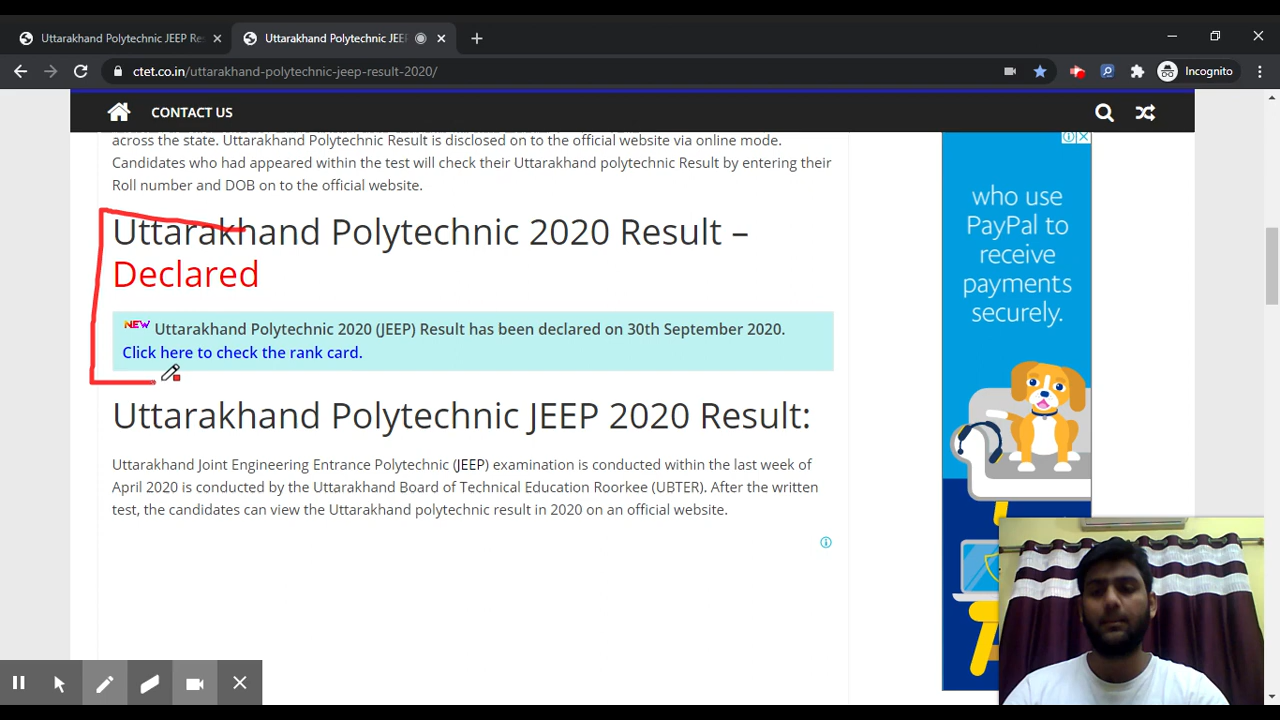 Uttarakhand Polytechnic JEEP Re
Uttarakhand Polytechnic JEEP
ctet.co.in/uttarakhand-polytechnic-jeep-result-2020/
Incognito
CONTACT US
across the state. Uttarakhand Polytechnic Result is disclosed on to the official website via online mode.
Candidates who had appeared within the test will check their Uttarakhand polytechnic Result by entering their
Roll number and DOB on to the official website.
Uttarakhand Polytechnic 2020 Result –
Declared
NEW Uttarakhand Polytechnic 2020 (JEEP) Result has been declared on 30th September 2020.
Click here to check the rank card.
Uttarakhand Polytechnic JEEP 2020 Result:
Uttarakhand Joint Engineering Entrance Polytechnic (JEEP) examination is conducted within the last week of
April 2020 is conducted by the Uttarakhand Board of Technical Education Roorkee (UBTER). After the written
test, the candidates can view the Uttarakhand polytechnic result in 2020 on an official website.
who use
PayPal to
receive
payments
securely.